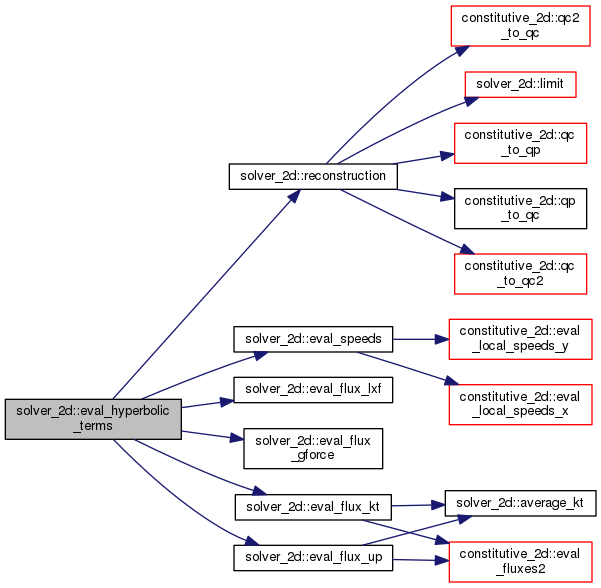 constitutive_2d::qc2
_to_qc
solver_2d::limit
constitutive_2d::qc
_to_qp
solver_2d::reconstruction
constitutive_2d::qp
_to_qc
constitutive_2d::qc
_to_qc2
solver_2d::eval_speeds
constitutive_2d::eval
_local_speeds_y
solver_2d::eval_flux_lxf
constitutive_2d::eval
_local_speeds_x
solver_2d::eval_hyperbolic
_terms
solver_2d::eval_flux
_gforce
solver_2d::eval_flux_kt
solver_2d::average_kt
solver_2d::eval_flux_up
constitutive_2d::eval
_fluxes2